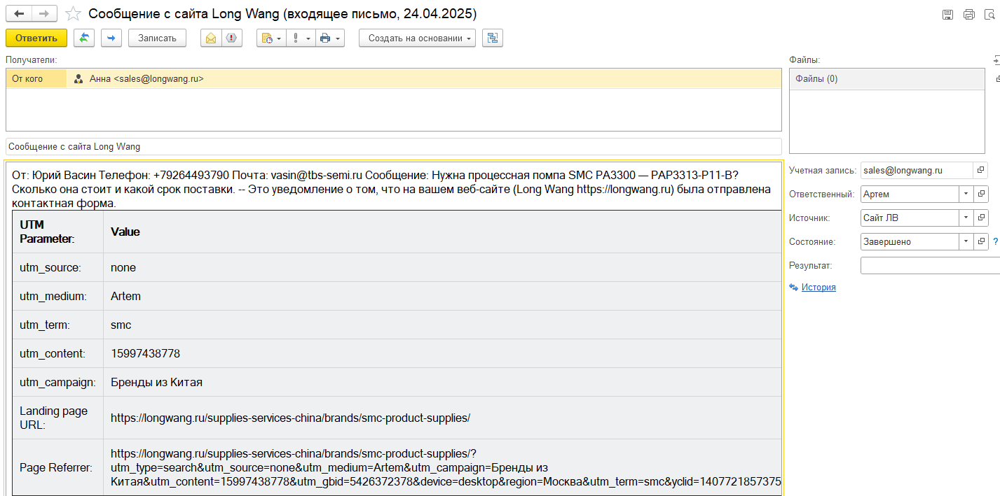 Сообщение с сайта Long Wang (входящее письмо, 24.04.2025)
Ответить
Записать
Создать на основании
Получатели:
От кого
Анна <sales@longwang.ru>
Файлы:
Файлы (0)
Сообщение с сайта Long Wang
От: Юрий Васин Телефон: +79264493790 Почта: vasin@tbs-semi.ru Сообщение: Нужна процессная помпа SMC PA3300 — PAP3313-P11-B?
Сколько она стоит и какой срок поставки. -- Это уведомление о том, что на вашем веб-сайте (Long Wang https://longwang.ru) была отправлена
контактная форма.
UTM
Parameter:
Value
utm_source:
none
utm_medium:
Artem
utm_term:
smc
utm_content:
15997438778
utm_campaign:
Бренды из Китая
Landing page
URL:
https://longwang.ru/supplies-services-china/brands/smc-product-supplies/
Page Referrer:
https://longwang.ru/supplies-services-china/brands/smc-product-supplies/?
utm_type=search&utm_source=none&utm_medium=Artem&utm_campaign=Бренды из
Китая&utm_content=15997438778&utm_gbid=5426372378&device=desktop&region=Москва&utm_term=smc&yclid=1407721857375
Учетная запись:
sales@longwang.ru
Ответственный:
Артем
Источник:
Сайт ЛВ
Состояние:
Завершено
?
Результат:
История